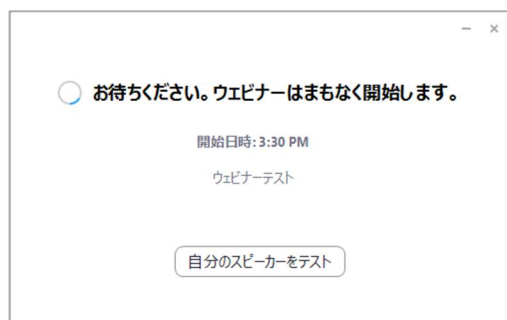 お待ちください。ウェビナーはまもなく開始します。
開始日時: 3:30 PM
ウェビナーテスト
自分のスピーカーをテスト